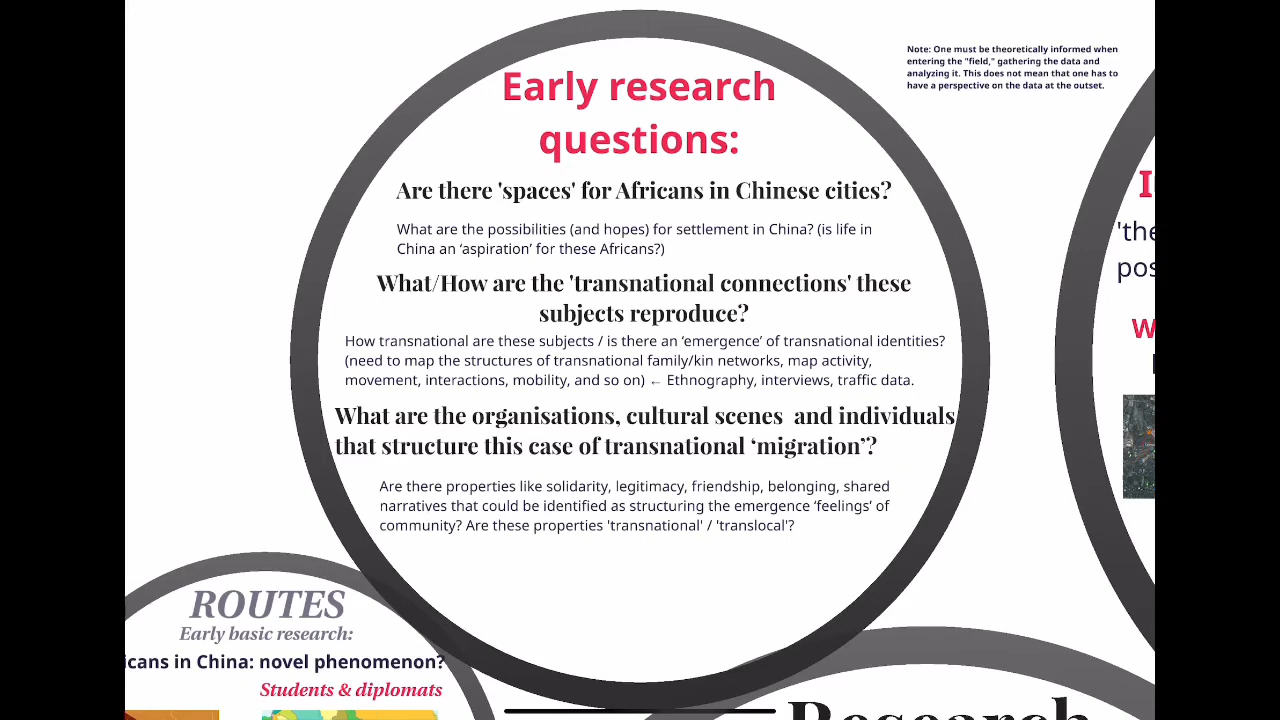 Note: One must be theoretically informed when
entering the "field," gathering the data and
analyzing it. This does not mean that one has to
have a perspective on the data at the outset.
Early research
questions:
Are there 'spaces' for Africans in Chinese cities?
What are the possibilities (and hopes) for settlement in China? (is life in
China an ‘aspiration’ for these Africans?)
What/How are the 'transnational connections' these
subjects reproduce?
How transnational are these subjects / is there an ‘emergence’ of transnational identities?
(need to map the structures of transnational family/kin networks, map activity,
movement, interactions, mobility, and so on) ← Ethnography, interviews, traffic data.
What are the organisations, cultural scenes  and individuals
that structure this case of transnational ‘migration’?
Are there properties like solidarity, legitimacy, friendship, belonging, shared
narratives that could be identified as structuring the emergence ‘feelings’ of
community? Are these properties 'transnational' / 'translocal'?
ROUTES
Early basic research:
icans in China: novel phenomenon?
Students & diplomats
'the
pos
Research